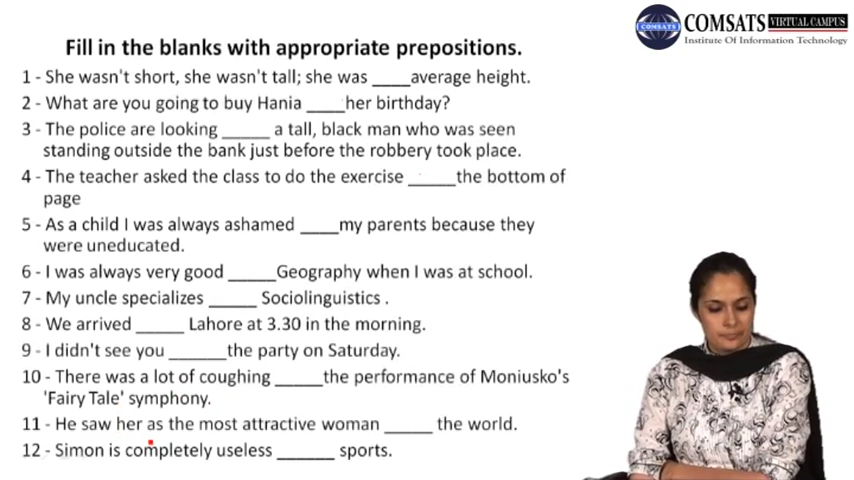 COMSATS VIRTUAL CAMPUS
COMSATS
Institute Of Information Technology
Fill in the blanks with appropriate prepositions.
1 - She wasn't short, she wasn't tall; she was ____average height.
2 - What are you going to buy Hania ____her birthday?
3 - The police are looking _____ a tall, black man who was seen
standing outside the bank just before the robbery took place.
4 - The teacher asked the class to do the exercise _____the bottom of
page
5 - As a child I was always ashamed ____my parents because they
were uneducated.
6 - I was always very good _____Geography when I was at school.
7 - My uncle specializes _____ Sociolinguistics .
8 - We arrived _____ Lahore at 3.30 in the morning.
9 - I didn't see you ______the party on Saturday.
10 - There was a lot of coughing _____the performance of Moniusko's
'Fairy Tale' symphony.
11 - He saw her as the most attractive woman _____ the world.
12 - Simon is completely useless ______ sports.